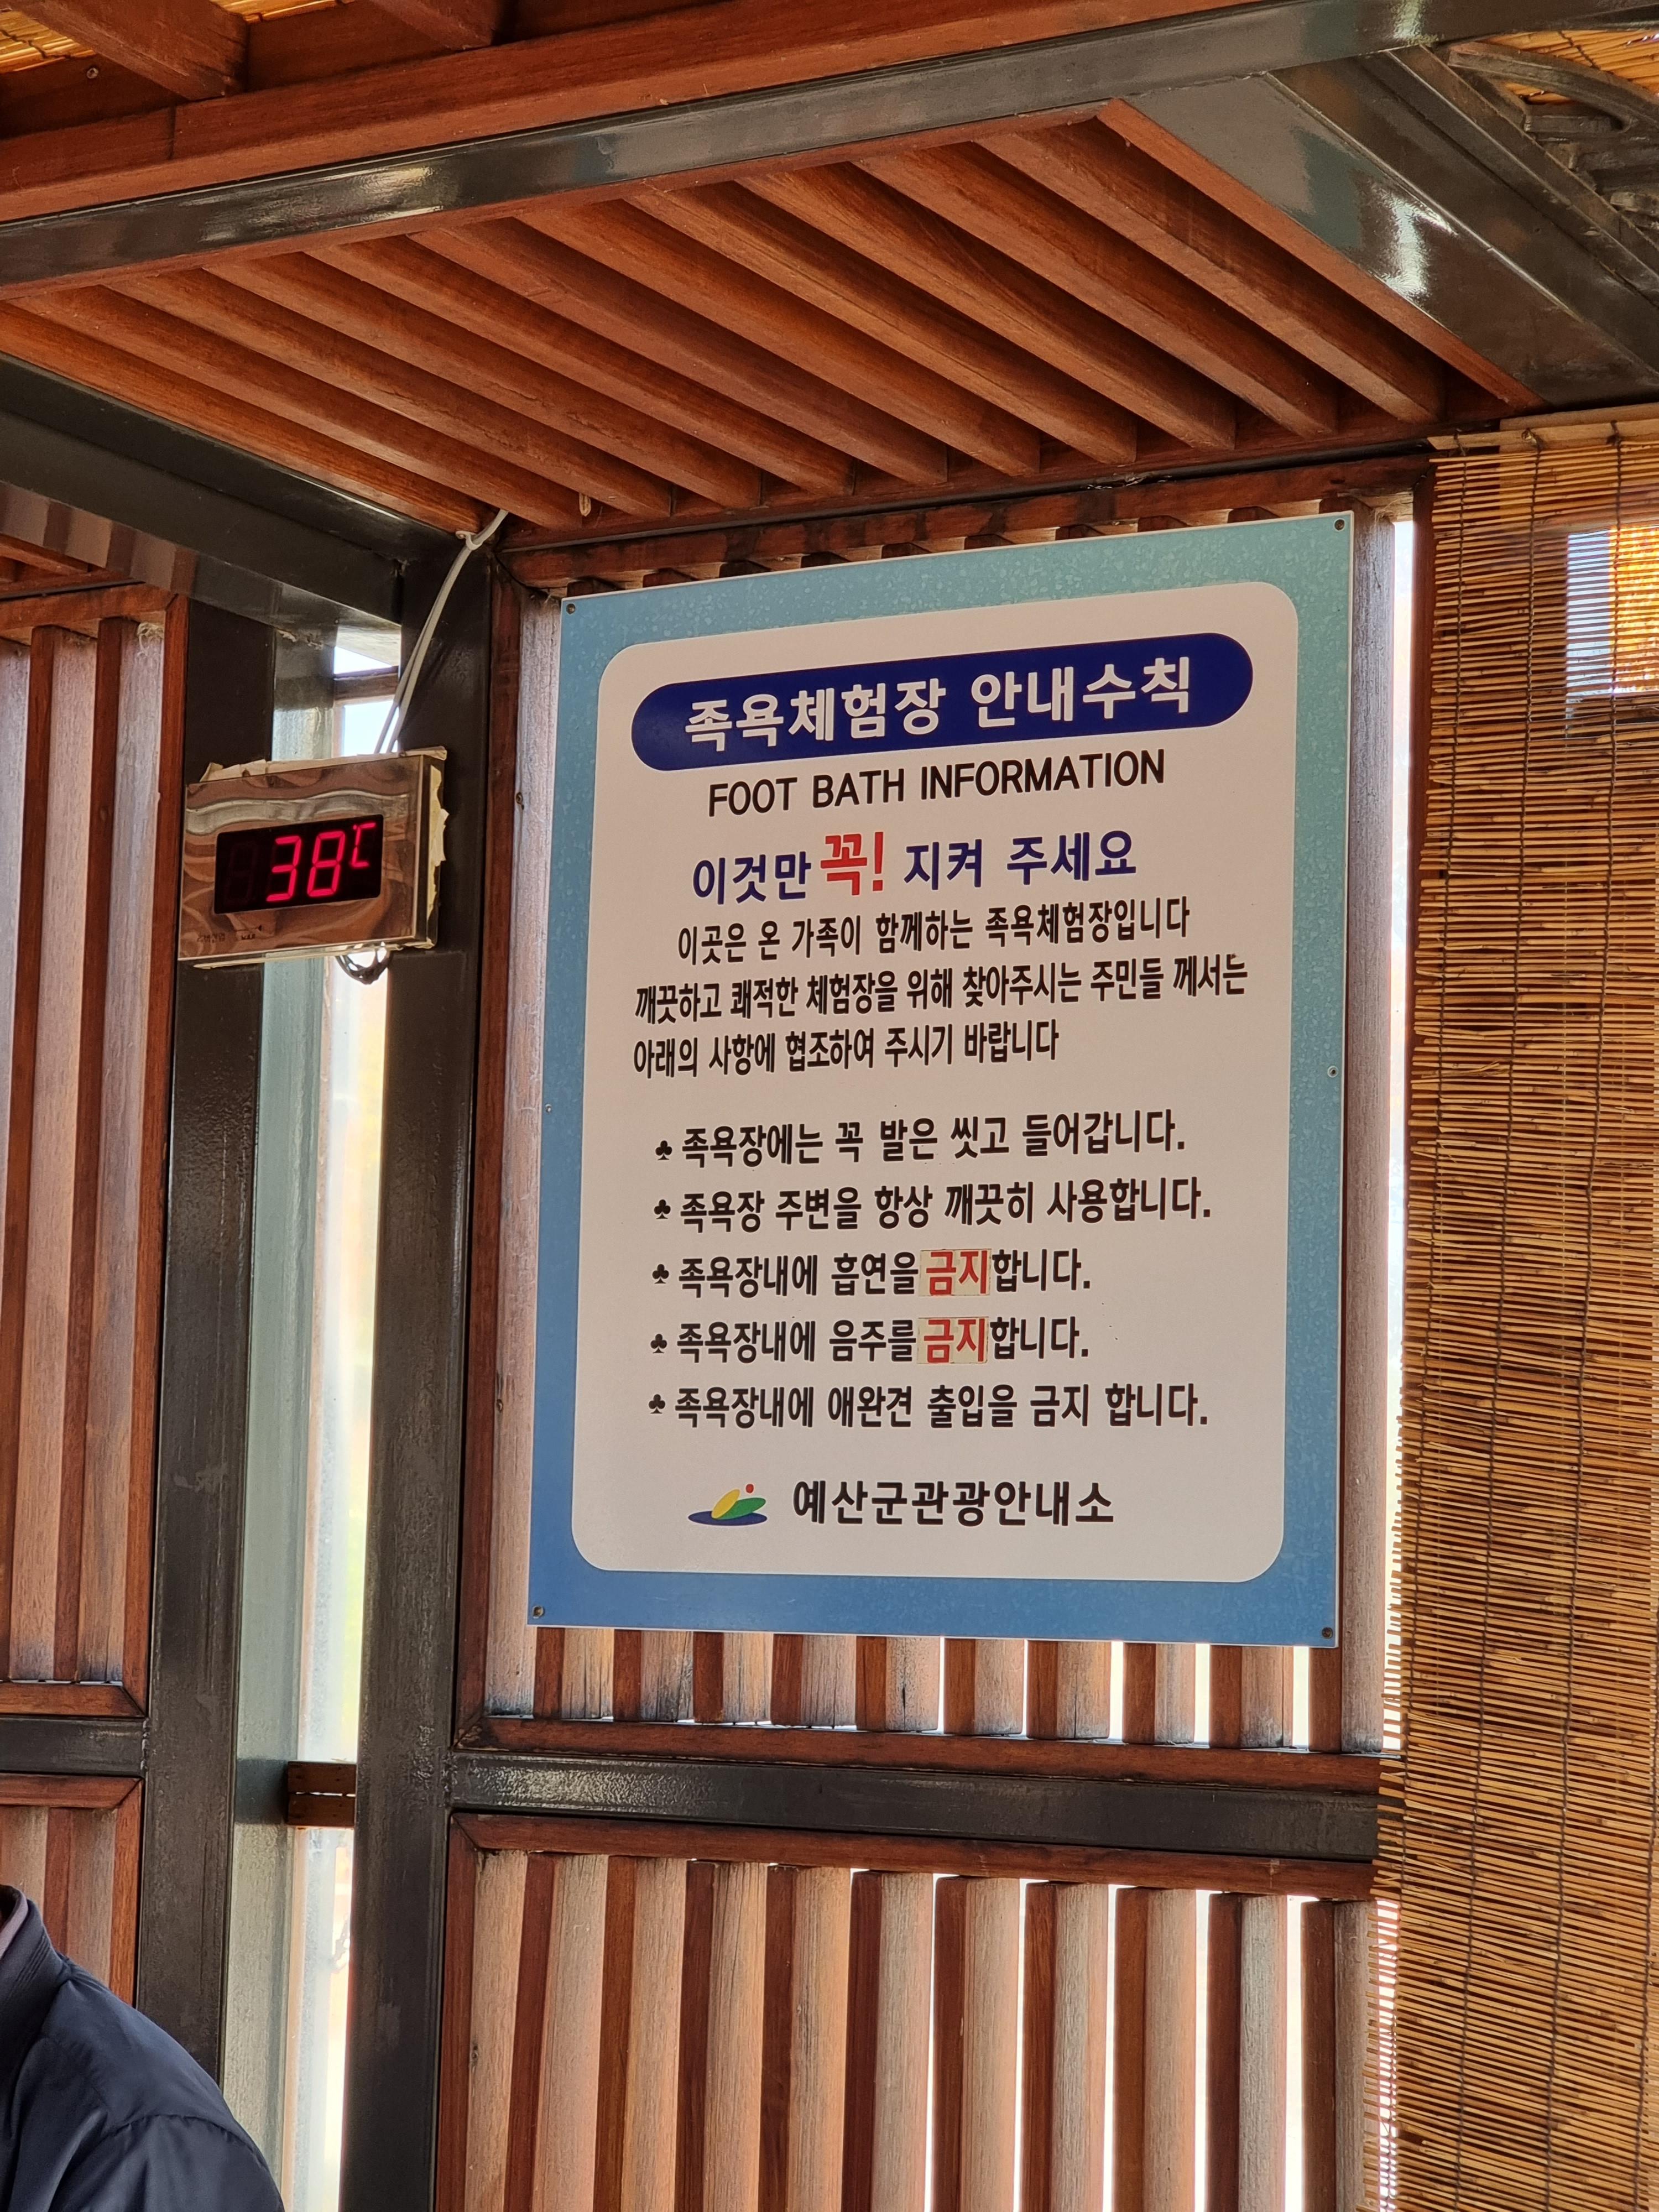 족욕체험장 안내수칙
FOOT BATH INFORMATION
이것만 꼭! 지켜 주세요
이곳은 온 가족이 함께하는 족욕체험장입니다
깨끗하고 쾌적한 체험장을 위해 찾아주시는 주민들 께서는
아래의 사항에 협조하여 주시기 바랍니다
♣ 족욕장에는 꼭 발은 씻고 들어갑니다.
♣ 족욕장 주변을 항상 깨끗히 사용합니다.
♣ 족욕장내에 흡연을 금지합니다.
♣ 족욕장내에 음주를 금지합니다.
♣ 족욕장내에 애완견 출입을 금지 합니다.
예산군관광안내소
38℃